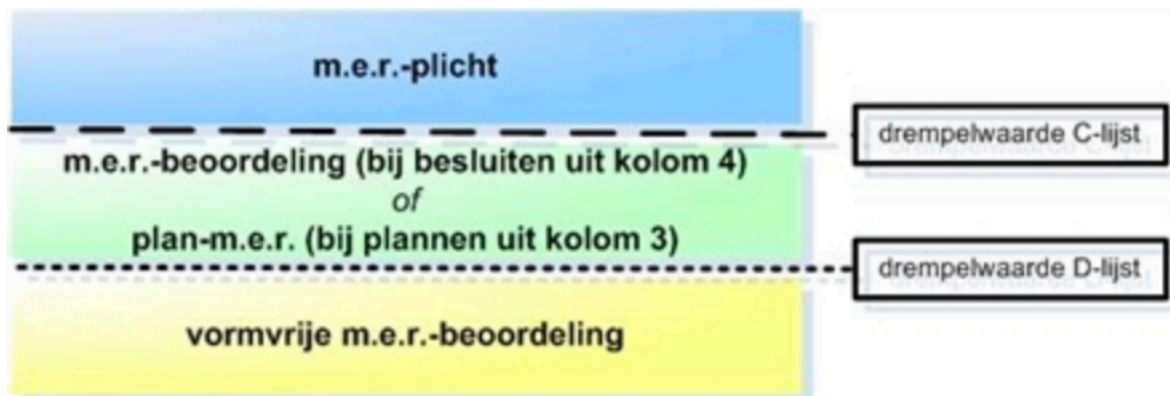 m.e.r.-plicht
drempelwaarde C-lijst
m.e.r.-beoordeling (bij besluiten uit kolom 4)
of
plan-m.e.r. (bij plannen uit kolom 3)
drempelwaarde D-lijst
vormvrije m.e.r.-beoordeling